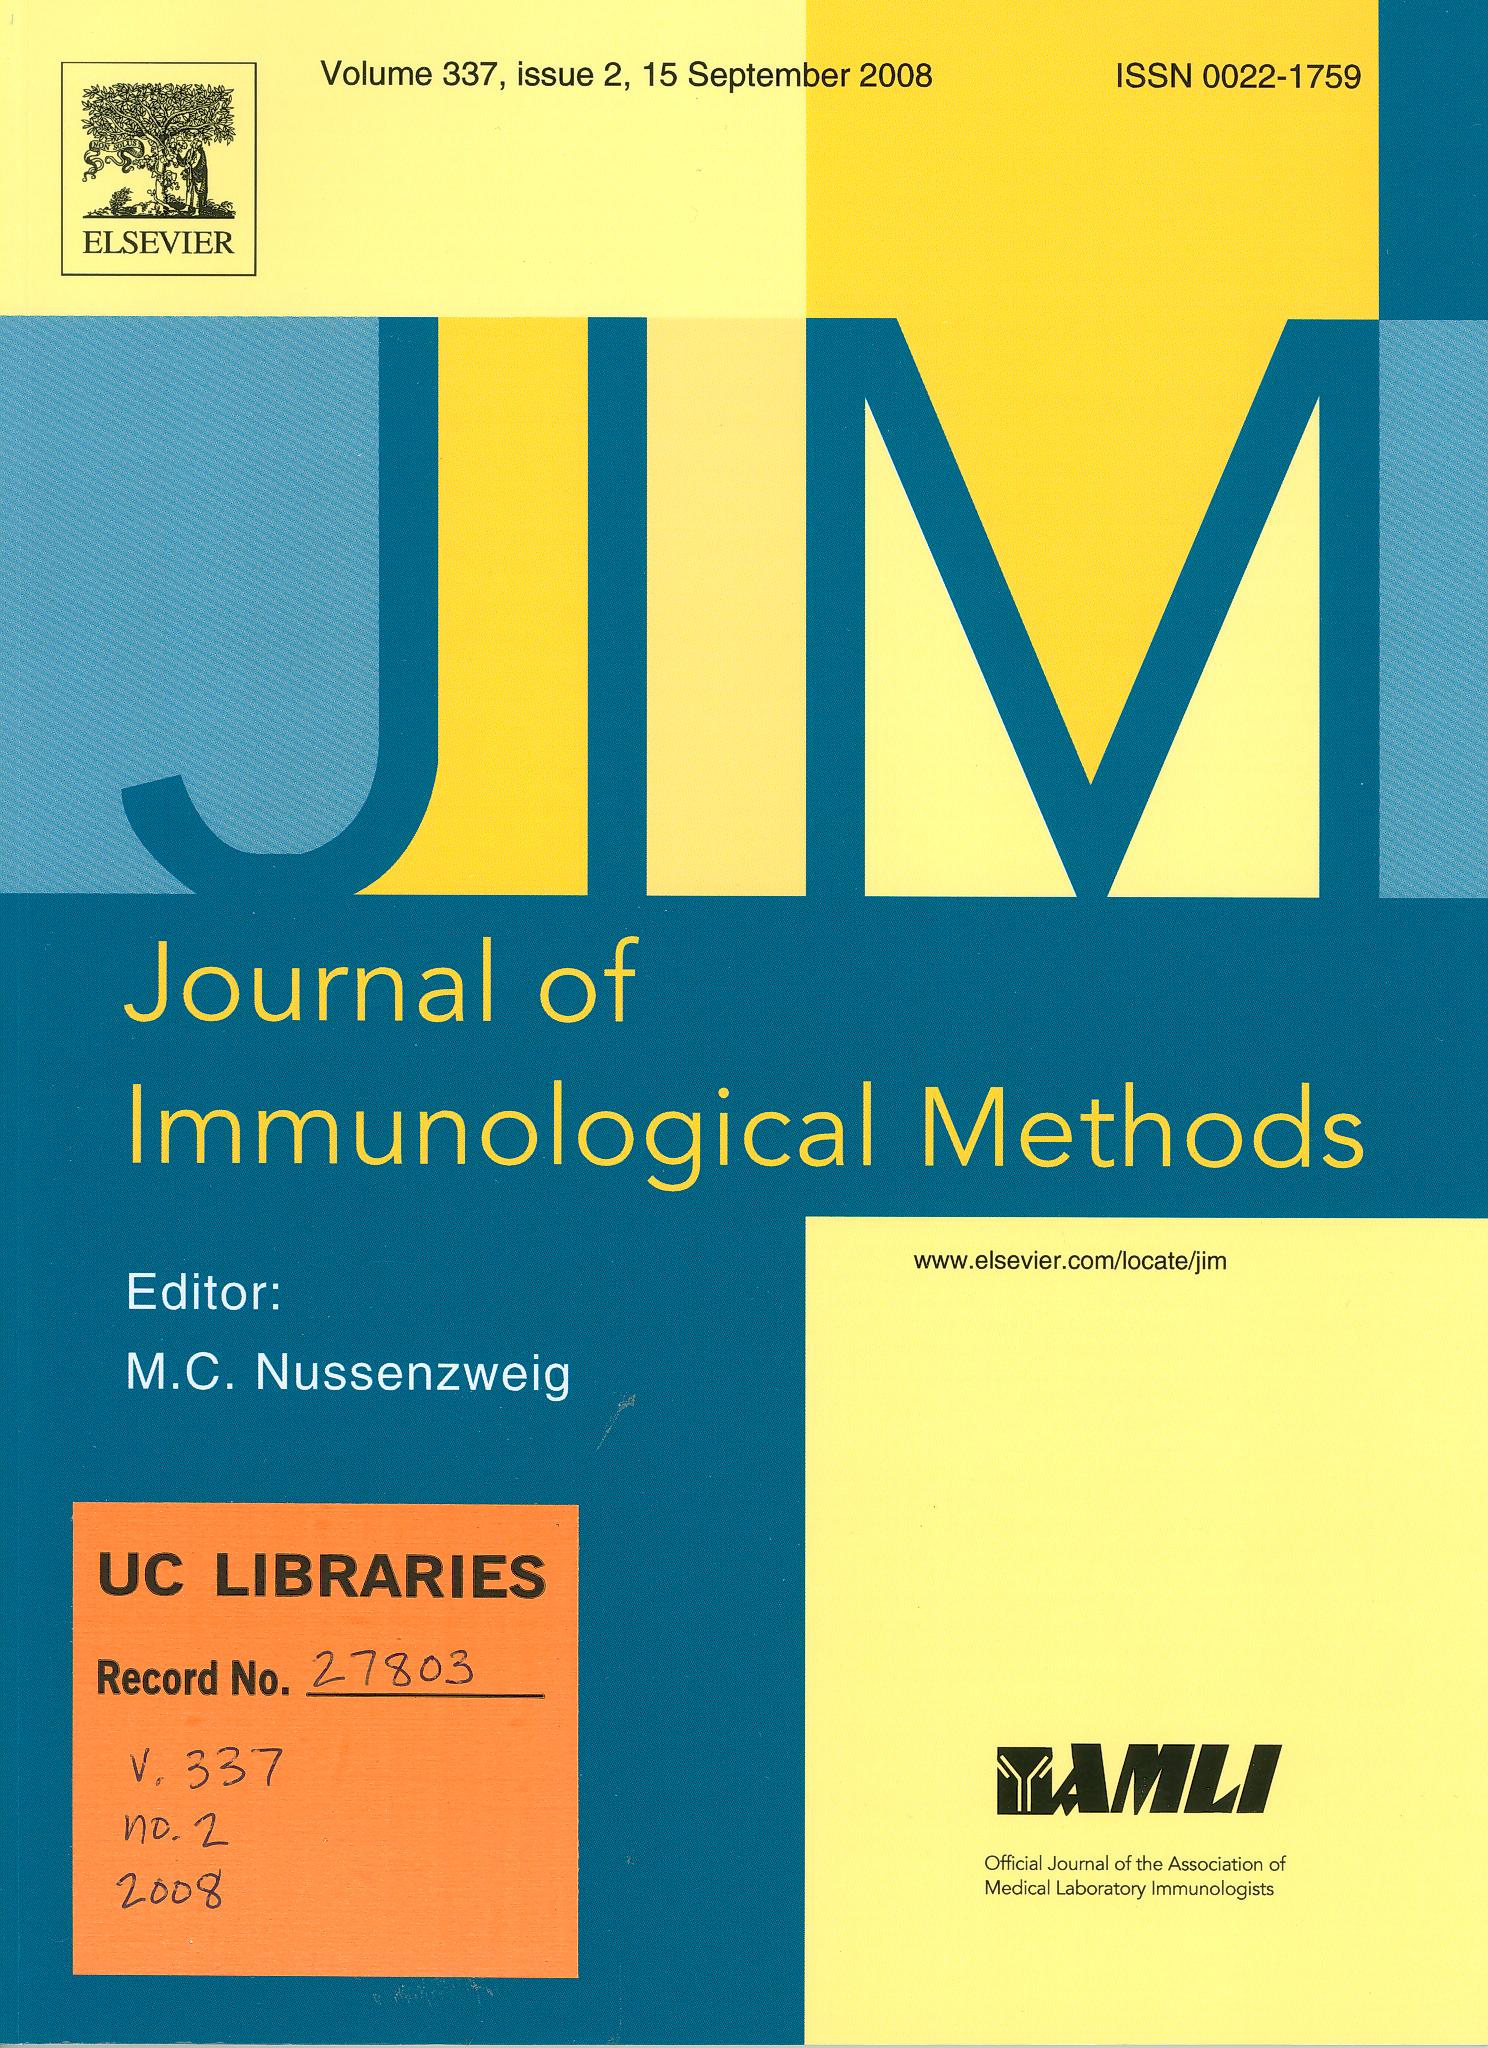 Volume 337, issue 2, 15 September 2008
ISSN 0022-1759
NON SOLUS
ELSEVIER
JIM
Journal of
Immunological Methods
Editor:
M.C. Nussenzweig
www.elsevier.com/locate/jim
UC LIBRARIES
Record No. 27803
v. 337
no. 2
2008
AMLI
Official Journal of the Association of
Medical Laboratory Immunologists